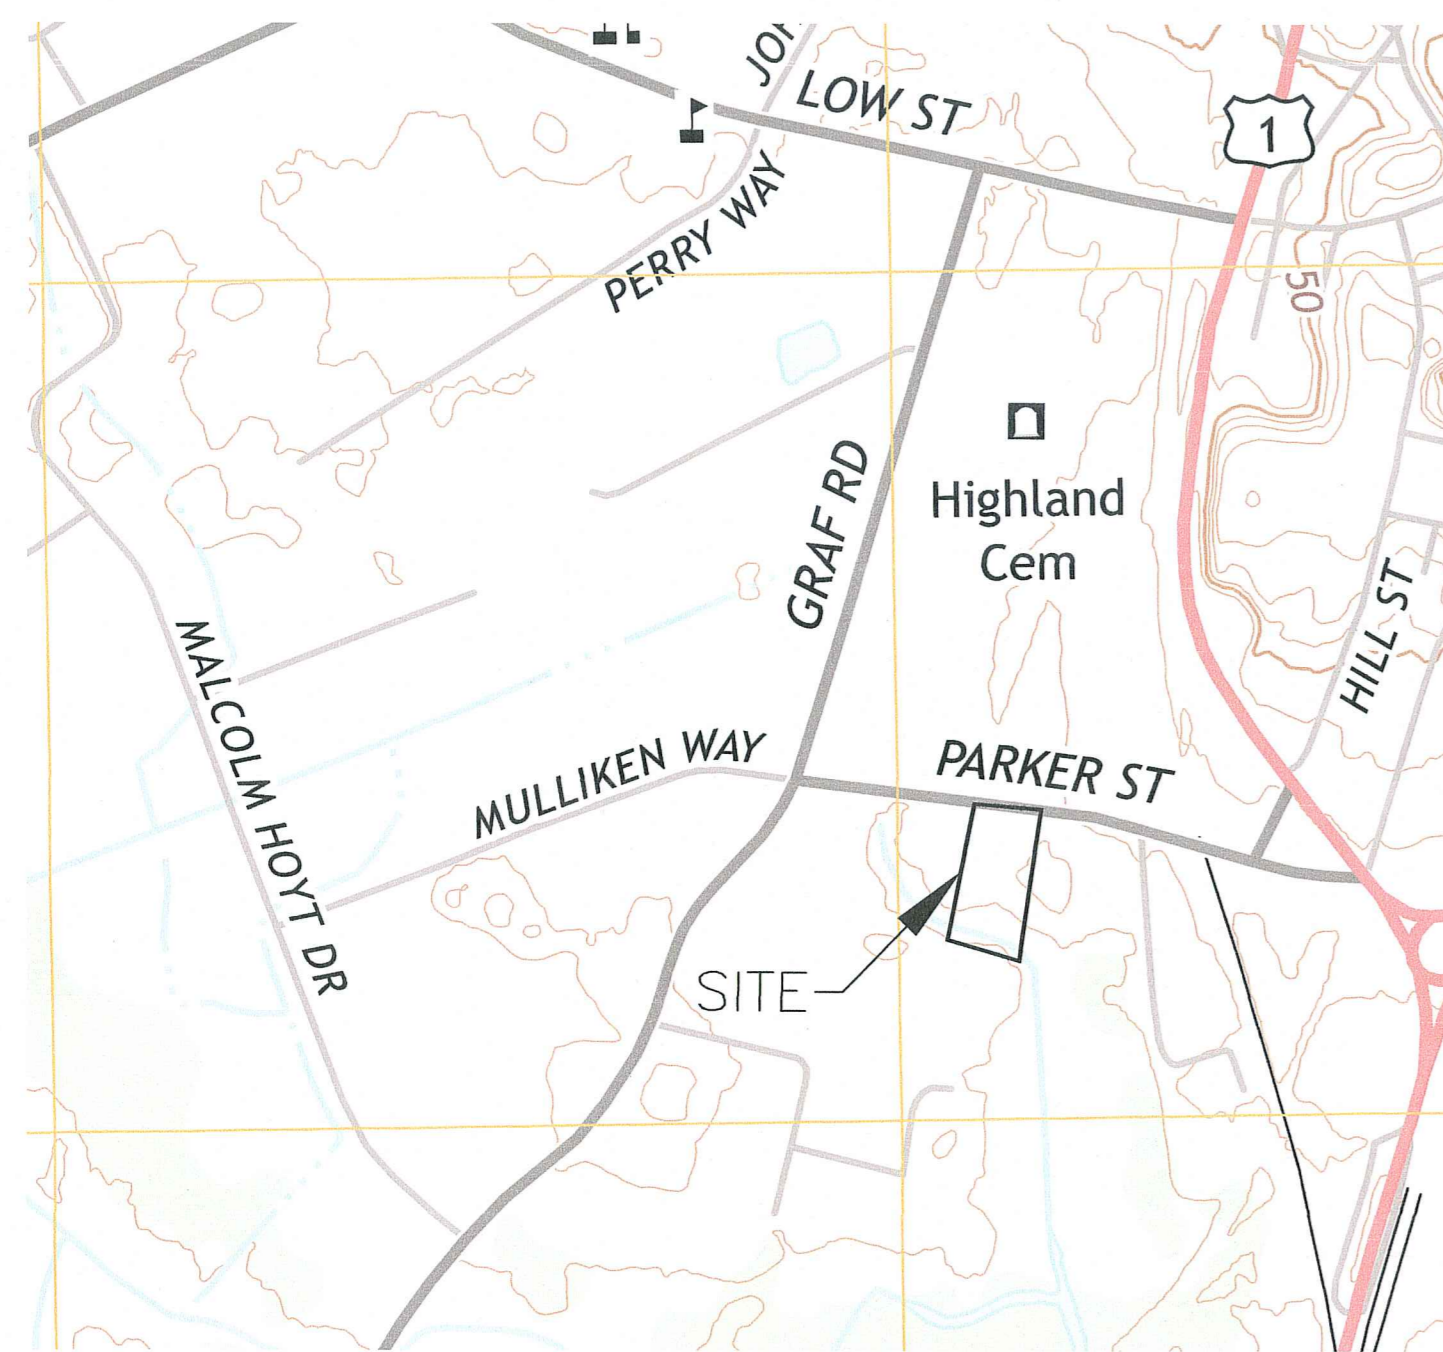 LOW ST
1
PERRY WAY
50
GRAF RD
Highland
Cem
HILL ST
MALCOLM HOYT DR
MULLIKEN WAY
PARKER ST
SITE